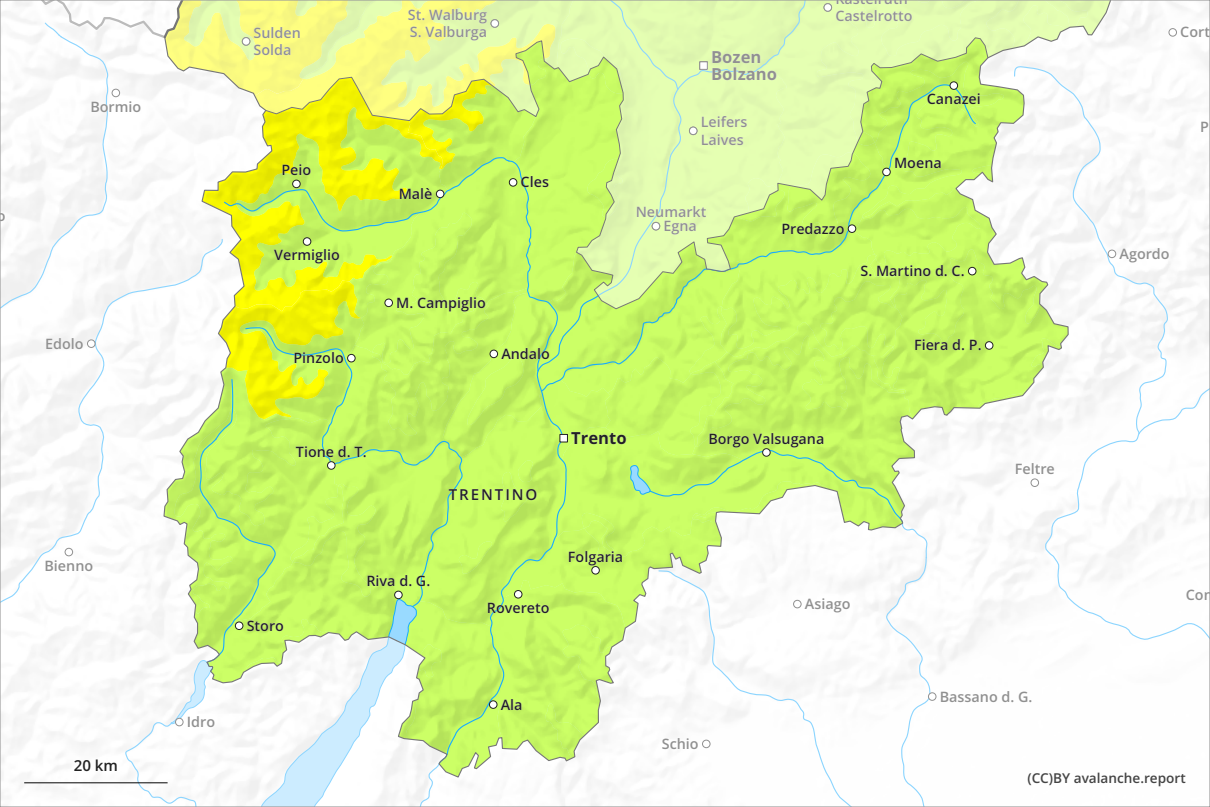 St. Walburg
S. Valburga
Kastelruth
Castelrotto
Sulden
Solda
Cort
Bozen
Bolzano
Bormio
Canazei
Leifers
Laives
P
Moena
Peio
Malè
Cles
Neumarkt
Egna
Predazzo
Vermiglio
Agordo
S. Martino d. C.
M. Campiglio
Edolo
Pinzolo
Andalo
Fiera d. P.
Trento
Borgo Valsugana
Tione d. T.
Feltre
TRENTINO
Bienno
Folgaria
Riva d. G.
Rovereto
Asiago
Cor
Storo
Ala
Bassano d. G.
Idro
Schio
20 km
(CC)BY avalanche.report